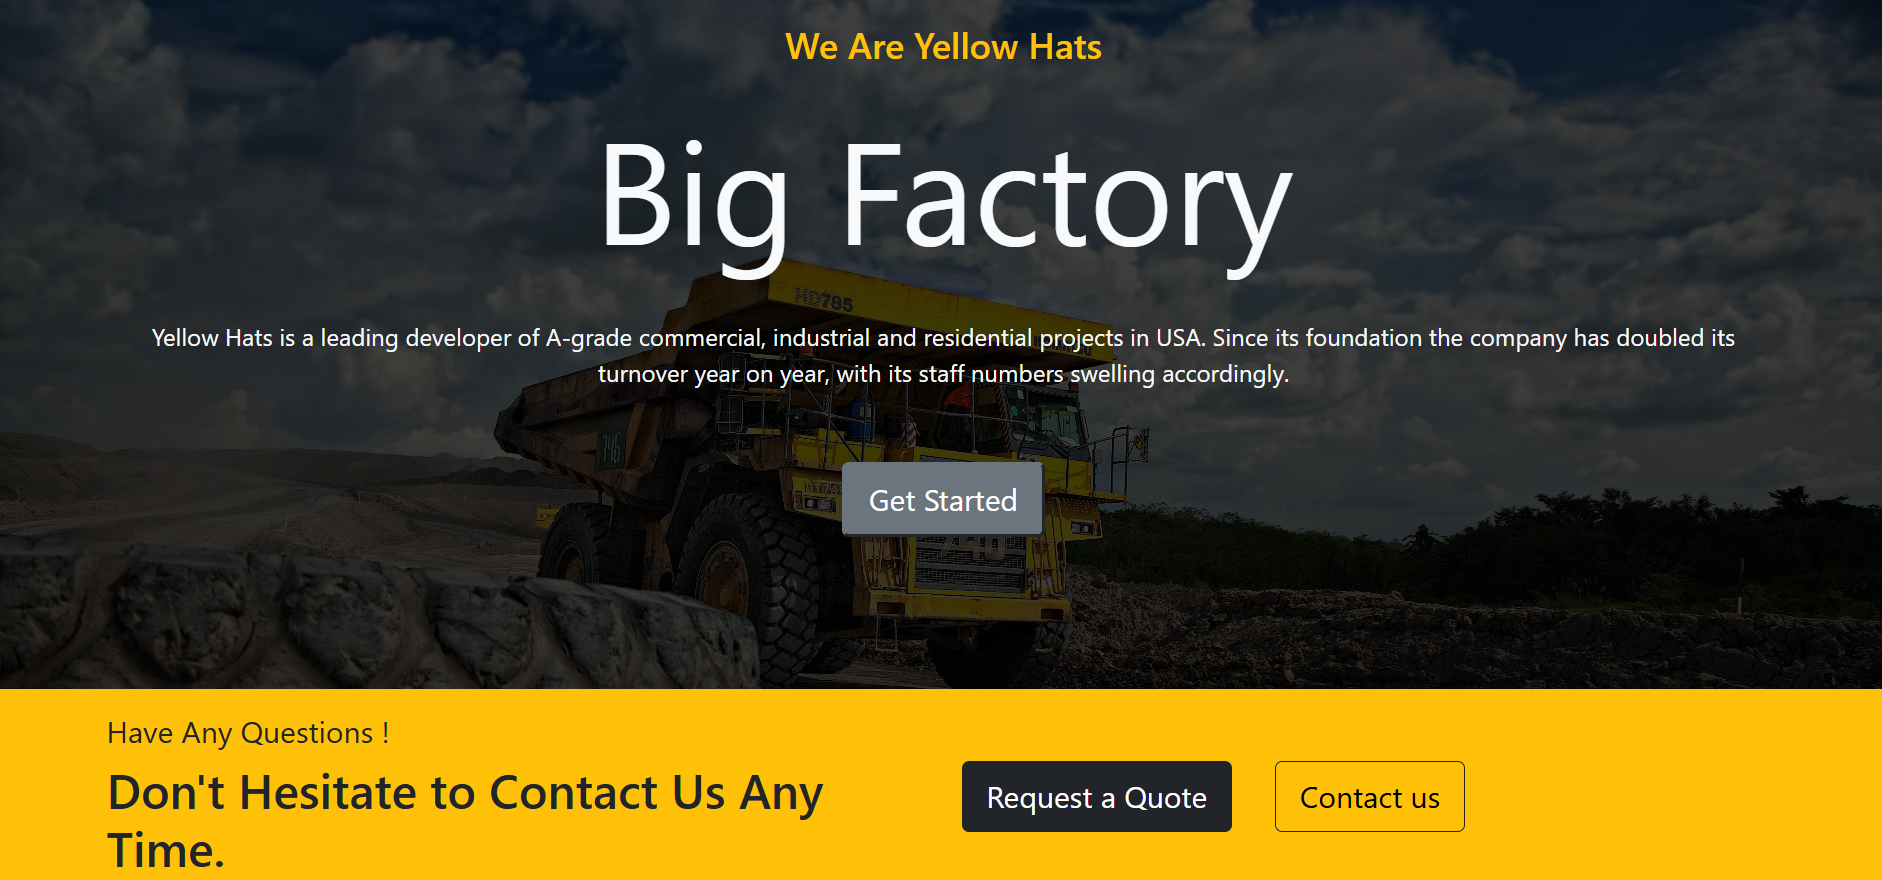 We Are Yellow Hats
Big Factory
HD785
Yellow Hats is a leading developer of A-grade commercial, industrial and residential projects in USA. Since its foundation the company has doubled its
turnover year on year, with its staff numbers swelling accordingly.
Get Started
Have Any Questions !
Don't Hesitate to Contact Us Any
Time.
Request a Quote
Contact us